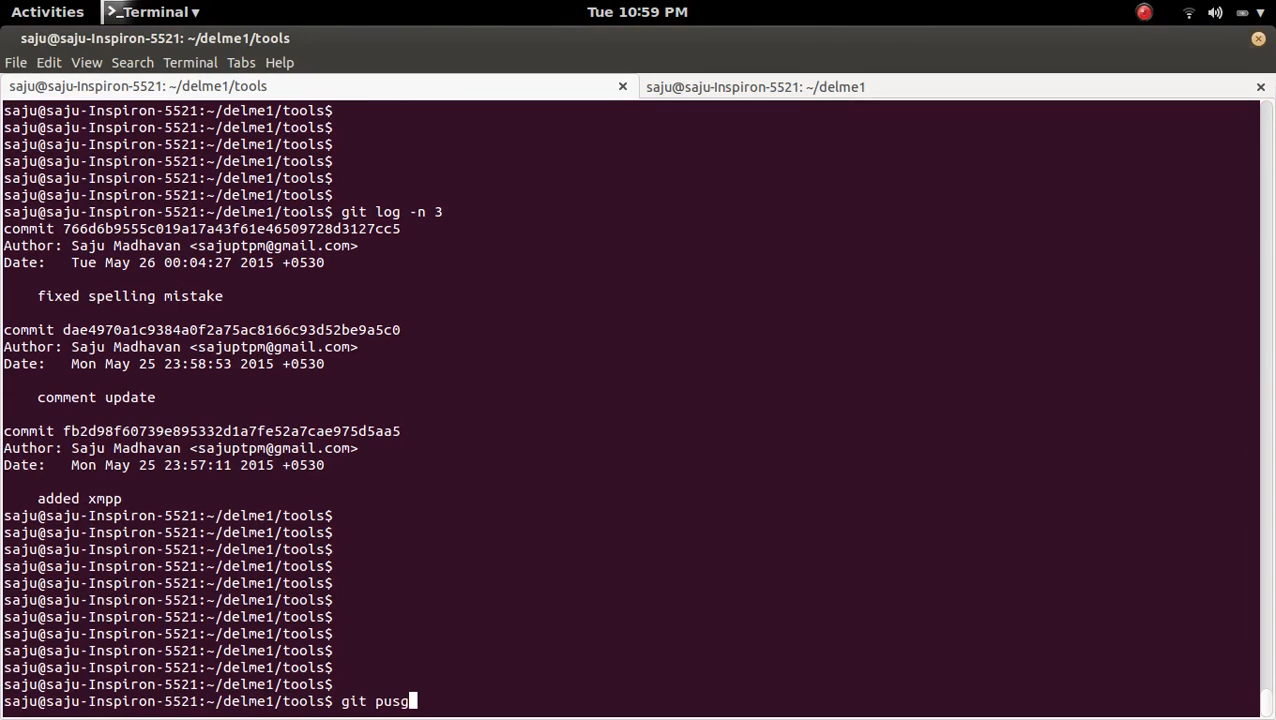 Activities >_Terminal ▾ Tue 10:59 PM
saju@saju-Inspiron-5521: ~/delme1/tools
File Edit View Search Terminal Tabs Help
saju@saju-Inspiron-5521: ~/delme1/tools saju@saju-Inspiron-5521: ~/delme1
saju@saju-Inspiron-5521:~/delme1/tools$
saju@saju-Inspiron-5521:~/delme1/tools$
saju@saju-Inspiron-5521:~/delme1/tools$
saju@saju-Inspiron-5521:~/delme1/tools$
saju@saju-Inspiron-5521:~/delme1/tools$
saju@saju-Inspiron-5521:~/delme1/tools$
saju@saju-Inspiron-5521:~/delme1/tools$ git log -n 3
commit 766d6b9555c019a17a43f61e46509728d3127cc5
Author: Saju Madhavan <sajuptpm@gmail.com>
Date:   Tue May 26 00:04:27 2015 +0530
fixed spelling mistake
commit dae4970a1c9384a0f2a75ac8166c93d52be9a5c0
Author: Saju Madhavan <sajuptpm@gmail.com>
Date:   Mon May 25 23:58:53 2015 +0530
comment update
commit fb2d98f60739e895332d1a7fe52a7cae975d5aa5
Author: Saju Madhavan <sajuptpm@gmail.com>
Date:   Mon May 25 23:57:11 2015 +0530
added xmpp
saju@saju-Inspiron-5521:~/delme1/tools$
saju@saju-Inspiron-5521:~/delme1/tools$
saju@saju-Inspiron-5521:~/delme1/tools$
saju@saju-Inspiron-5521:~/delme1/tools$
saju@saju-Inspiron-5521:~/delme1/tools$
saju@saju-Inspiron-5521:~/delme1/tools$
saju@saju-Inspiron-5521:~/delme1/tools$
saju@saju-Inspiron-5521:~/delme1/tools$
saju@saju-Inspiron-5521:~/delme1/tools$
saju@saju-Inspiron-5521:~/delme1/tools$
saju@saju-Inspiron-5521:~/delme1/tools$
saju@saju-Inspiron-5521:~/delme1/tools$ git pusg